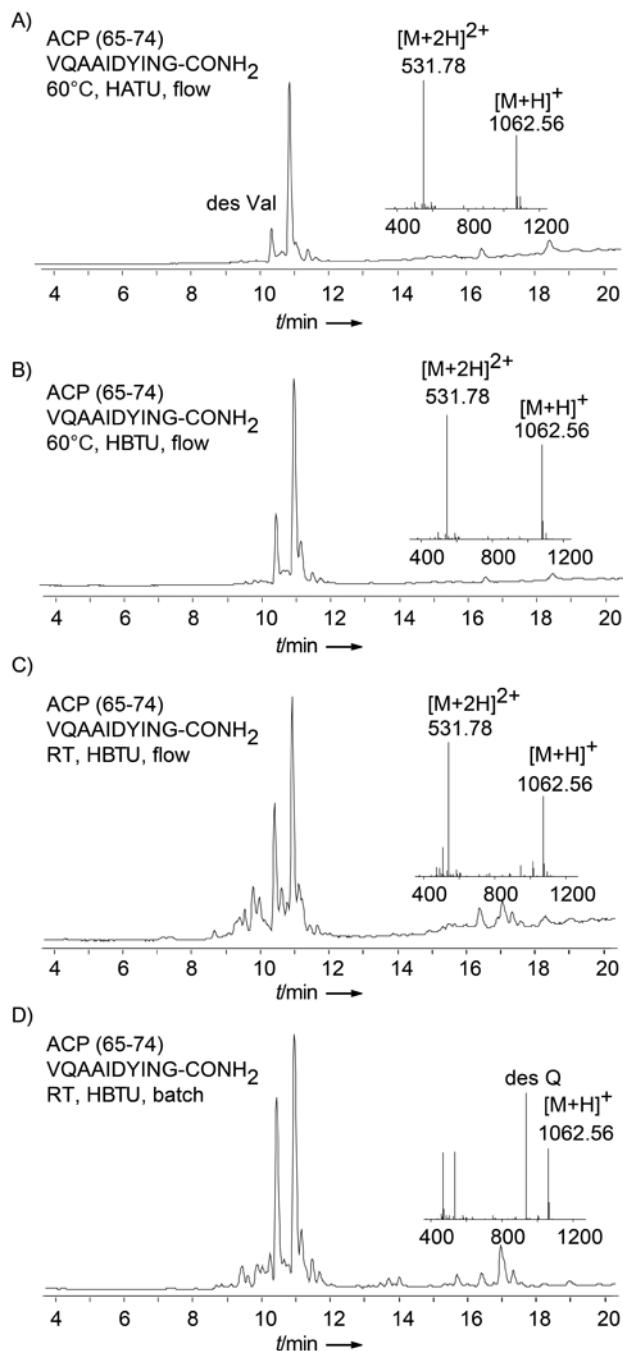 A)
ACP (65-74)
VQAAIDYING-CONH2
60°C, HATU, flow
des Val
[M+2H]2+
531.78
[M+H]+
1062.56
400 800 1200
4 6 8 10 12 14 16 18 20
t/min
B)
ACP (65-74)
VQAAIDYING-CONH2
60°C, HBTU, flow
[M+2H]2+
531.78
[M+H]+
1062.56
400 800 1200
4 6 8 10 12 14 16 18 20
t/min
C)
ACP (65-74)
VQAAIDYING-CONH2
RT, HBTU, flow
[M+2H]2+
531.78
[M+H]+
1062.56
400 800 1200
4 6 8 10 12 14 16 18 20
t/min
D)
ACP (65-74)
VQAAIDYING-CONH2
RT, HBTU, batch
des Q
[M+H]+
1062.56
400 800 1200
4 6 8 10 12 14 16 18 20
t/min